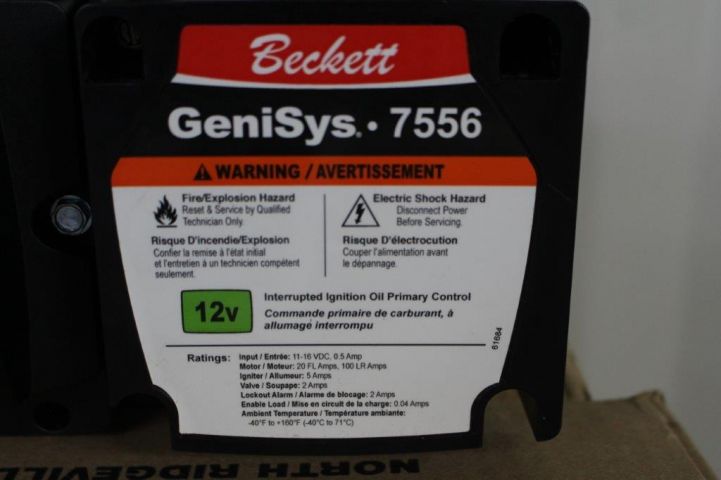 Beckett
GeniSys. • 7556
WARNING / AVERTISSEMENT
Fire/Explosion Hazard
Reset & Service by Qualified
Technician Only.
Risque D'incendie/Explosion
Confier la remise à l'état initial
et l'entretien à un technicien compétent
seulement.
Electric Shock Hazard
Disconnect Power
Before Servicing.
Risque D'électrocution
Couper l'alimentation avant
le dépannage.
12v
Interrupted Ignition Oil Primary Control
Commande primaire de carburant, à
allumage interrompu
61684
Ratings:
Input / Entrée: 11-16 VDC, 0.5 Amp
Motor / Moteur: 20 FL Amps, 100 LR Amps
Igniter / Allumeur: 5 Amps
Valve / Soupape: 2 Amps
Lockout Alarm / Alarme de blocage: 2 Amps
Enable Load / Mise en circuit de la charge: 0.04 Amps
Ambient Temperature / Température ambiante:
-40°F to +160°F (-40°C to 71°C)
NORTH RIDGEVILL